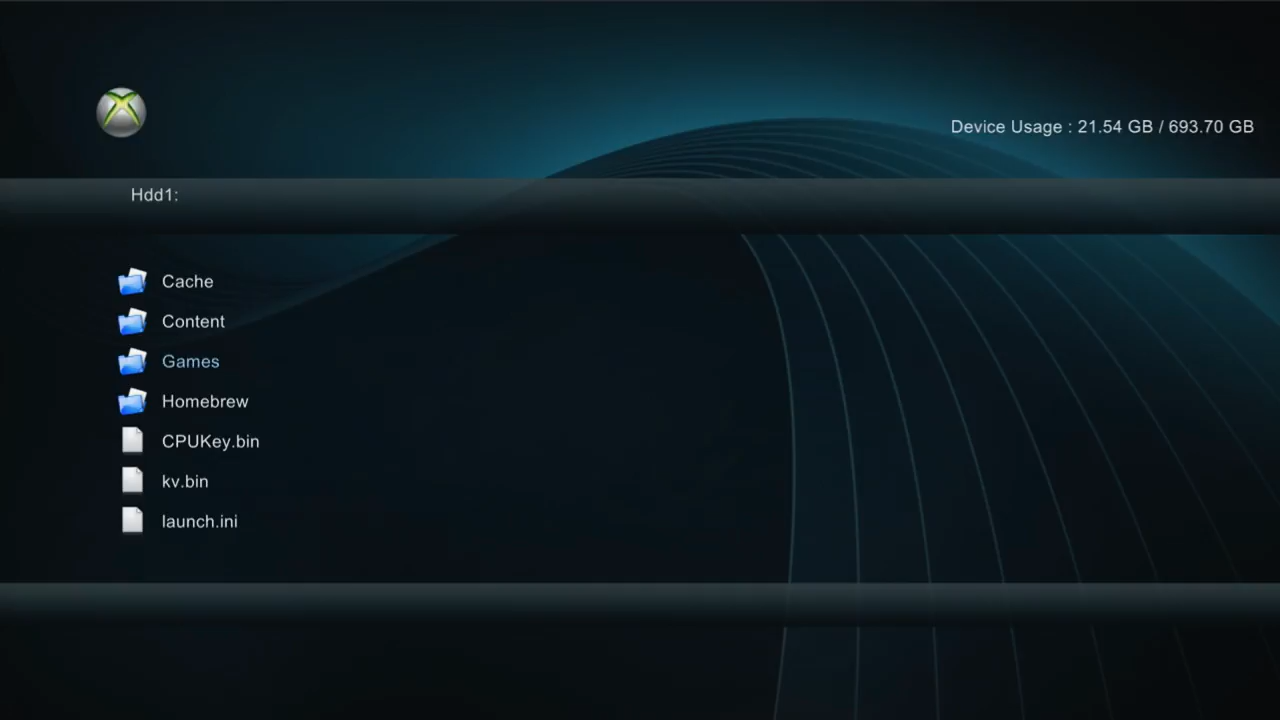 Device Usage : 21.54 GB / 693.70 GB
Hdd1:
Cache
Content
Games
Homebrew
CPUKey.bin
kv.bin
launch.ini